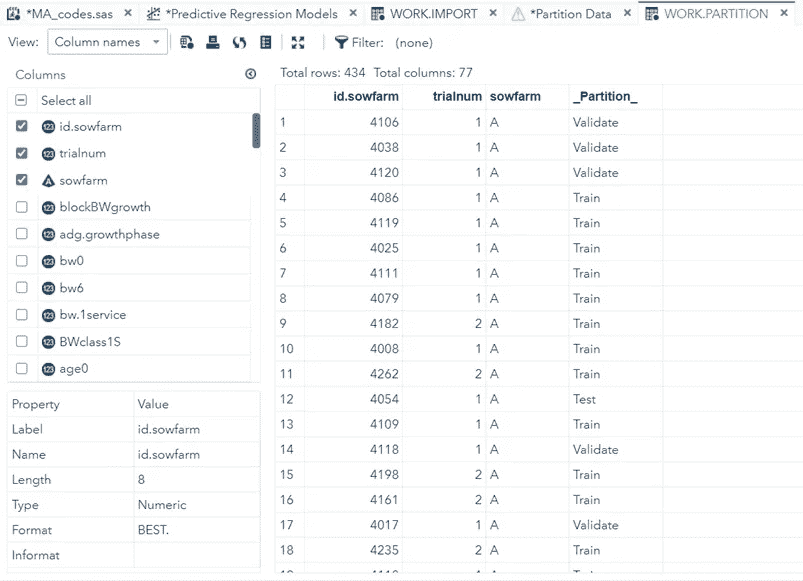 *MA_codes.sas × *Predictive Regression Models × WORK.IMPORT × *Partition Data × WORK.PARTITION ×
View: Column names Filter: (none)
Columns
Select all
id.sowfarm
trialnum
sowfarm
blockBWgrowth
adg.growthphase
bw0
bw6
bw.1service
BWclass1S
age0
Property Value
Label id.sowfarm
Name id.sowfarm
Length 8
Type Numeric
Format BEST.
Informat
Total rows: 434 Total columns: 77
id.sowfarm trialnum sowfarm _Partition_
1 4106 1 A Validate
2 4038 1 A Validate
3 4120 1 A Validate
4 4086 1 A Train
5 4119 1 A Train
6 4025 1 A Train
7 4111 1 A Train
8 4079 1 A Train
9 4182 2 A Train
10 4008 1 A Train
11 4262 2 A Train
12 4054 1 A Test
13 4109 1 A Train
14 4118 1 A Validate
15 4198 2 A Train
16 4161 2 A Train
17 4017 1 A Validate
18 4235 2 A Train